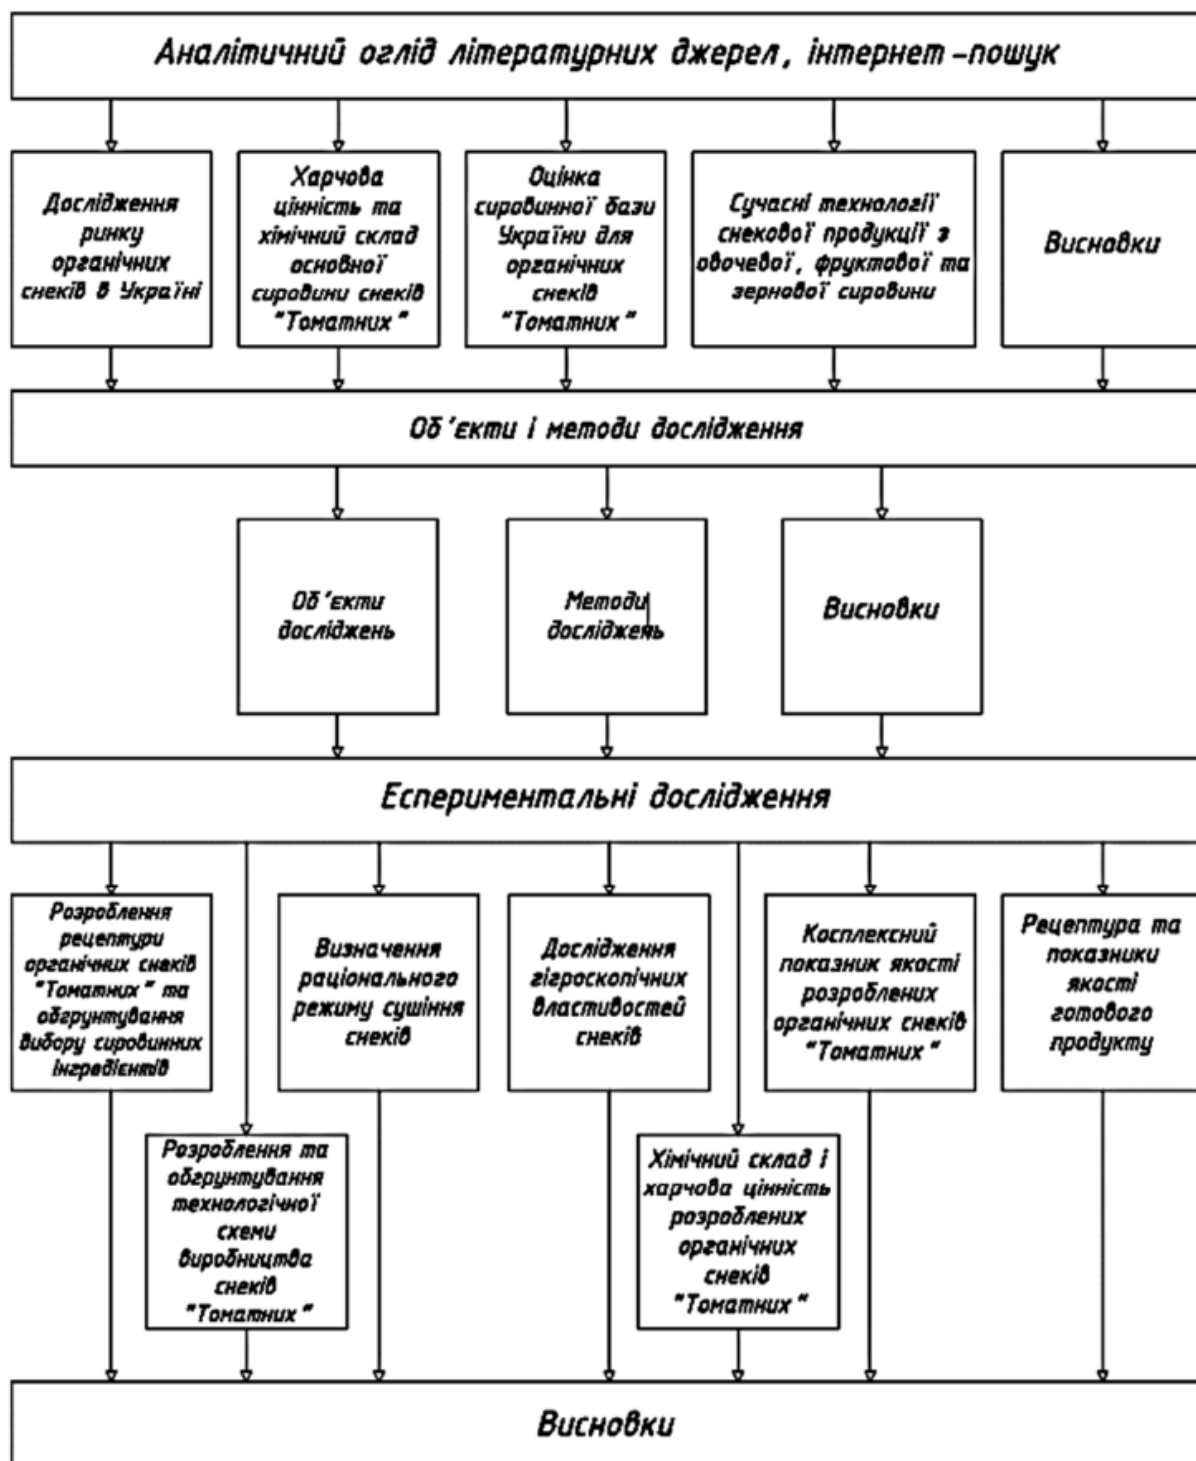 Аналітичний оглід літературних джерел, інтернет-пошук
Дослідження
ринку
органічних
снеків в Україні
Харчова
цінність та
хімічний склад
основної
сировини снеків
"Томатних"
Оцінка
сировинної бази
України для
органічних
снеків
"Томатних"
Сучасні технології
снекової продукції з
овочевої, фруктової та
зернової сировини
Висновки
Об'єкти і методи дослідження
Об'єкти
досліджень
Методи
досліджень
Висновки
Еспериментальні дослідження
Розроблення
рецептури
органічних снеків
"Томатних" та
обгрунтування
вибору сировинних
інгредієнтів
Визначення
раціонального
режиму сушіння
снеків
Дослідження
гігроскопічних
властивостей
снеків
Косплексний
показник якості
розроблених
органічних снеків
"Томатних"
Рецептура та
показники
якості
готового
продукту
Розроблення та
обгрунтування
технологічної
схеми
виробництва
снеків
"Томатних"
Хімічний склад і
харчова цінність
розроблених
органічних
снеків
"Томатних"
Висновки